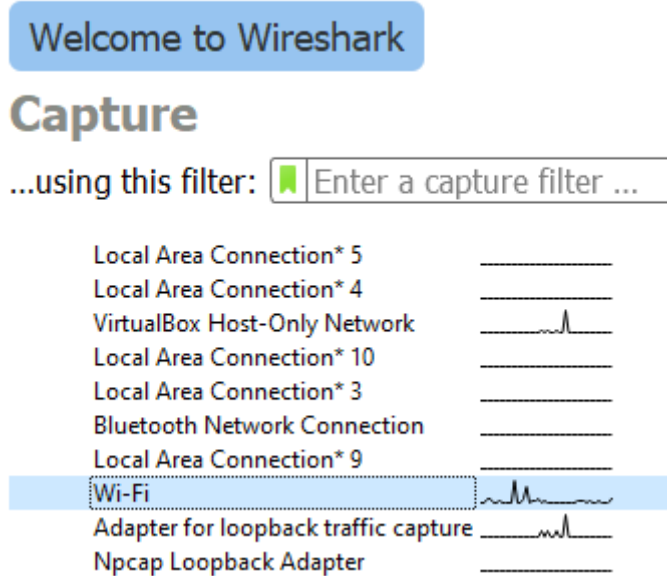 Welcome to Wireshark
Capture
...using this filter: Enter a capture filter ...
Local Area Connection* 5
Local Area Connection* 4
VirtualBox Host-Only Network
Local Area Connection* 10
Local Area Connection* 3
Bluetooth Network Connection
Local Area Connection* 9
Wi-Fi
Adapter for loopback traffic capture
Npcap Loopback Adapter